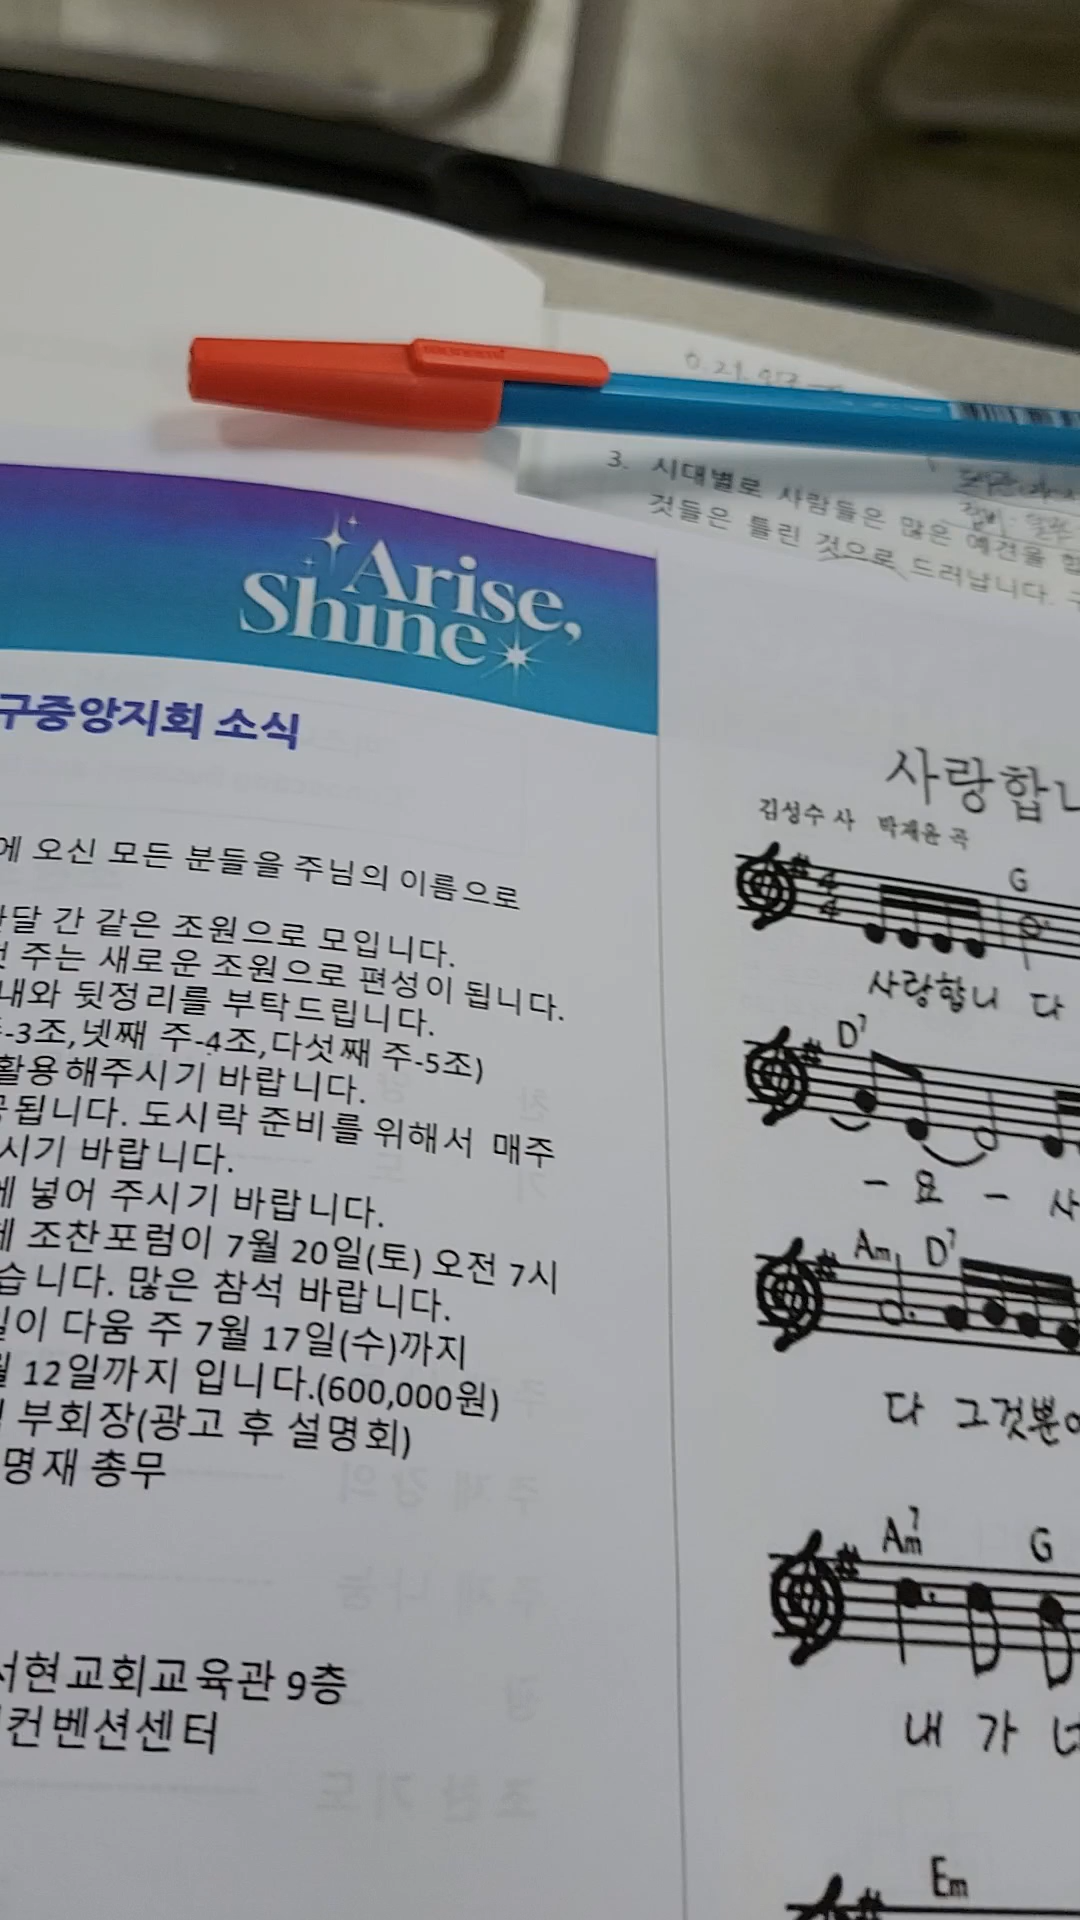 3. 시대별로 사람들은 많은 예견을
것들은 틀린 것으로 드러납니다.
Arise,
Shine
구중앙지회 소식
에 오신 모든 분들을 주님의 이름으로
달 간 같은 조원으로 모입니다.
주는 새로운 조원으로 편성이 됩니다.
내와 뒷정리를 부탁드립니다.
-3조,넷째 주-4조,다섯째 주-5조)
활용해주시기 바랍니다.
됩니다. 도시락 준비를 위해서 매주
시기 바랍니다.
에 넣어 주시기 바랍니다.
조찬포럼이 7월 20일(토) 오전 7시
습니다. 많은 참석 바랍니다.
일이 다움 주 7월 17일(수)까지
월 12일까지 입니다.(600,000원)
부회장(광고 후 설명회)
명재 총무
서현교회교육관 9층
컨벤션센터
사랑합니
김성수 사 박재윤 곡
G
사랑합니 다
D7
- 요 - 사
Am D7
다 그것뿐이
Am7 G
내 가 너
Em